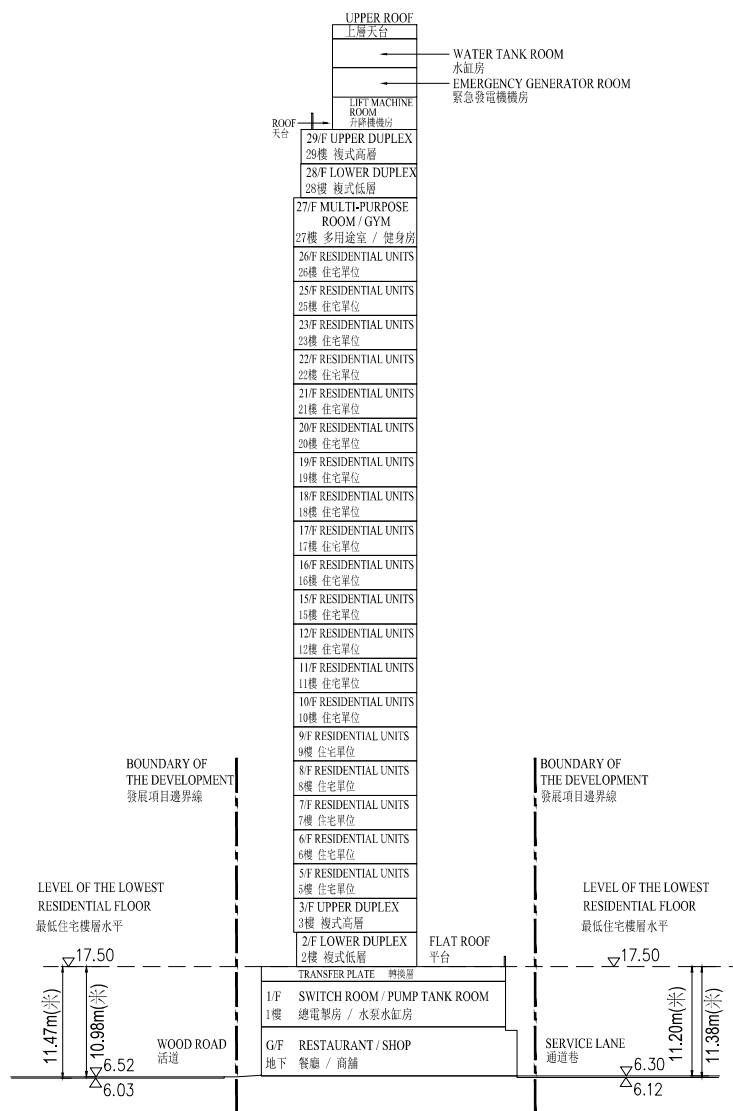 UPPER ROOF
上層天台
WATER TANK ROOM
水缸房
EMERGENCY GENERATOR ROOM
緊急發電機機房
LIFT MACHINE
ROOM
升降機機房
ROOF
天台
29/F UPPER DUPLEX
29樓 複式高層
28/F LOWER DUPLEX
28樓 複式低層
27/F MULTI-PURPOSE
ROOM / GYM
27樓 多用途室 / 健身房
26/F RESIDENTIAL UNITS
26樓 住宅單位
25/F RESIDENTIAL UNITS
25樓 住宅單位
23/F RESIDENTIAL UNITS
23樓 住宅單位
22/F RESIDENTIAL UNITS
22樓 住宅單位
21/F RESIDENTIAL UNITS
21樓 住宅單位
20/F RESIDENTIAL UNITS
20樓 住宅單位
19/F RESIDENTIAL UNITS
19樓 住宅單位
18/F RESIDENTIAL UNITS
18樓 住宅單位
17/F RESIDENTIAL UNITS
17樓 住宅單位
16/F RESIDENTIAL UNITS
16樓 住宅單位
15/F RESIDENTIAL UNITS
15樓 住宅單位
12/F RESIDENTIAL UNITS
12樓 住宅單位
11/F RESIDENTIAL UNITS
11樓 住宅單位
10/F RESIDENTIAL UNITS
10樓 住宅單位
9/F RESIDENTIAL UNITS
9樓 住宅單位
8/F RESIDENTIAL UNITS
8樓 住宅單位
7/F RESIDENTIAL UNITS
7樓 住宅單位
6/F RESIDENTIAL UNITS
6樓 住宅單位
5/F RESIDENTIAL UNITS
5樓 住宅單位
3/F UPPER DUPLEX
3樓 複式高層
2/F LOWER DUPLEX
2樓 複式低層
FLAT ROOF
平台
TRANSFER PLATE 轉換層
1/F SWITCH ROOM / PUMP TANK ROOM
1樓 總電掣房 / 水泵水缸房
G/F RESTAURANT / SHOP
地下 餐廳 / 商舖
BOUNDARY OF
THE DEVELOPMENT
發展項目邊界線
LEVEL OF THE LOWEST
RESIDENTIAL FLOOR
最低住宅樓層水平
17.50
11.47m(米)
10.98m(米)
WOOD ROAD
活道
6.52
6.03
BOUNDARY OF
THE DEVELOPMENT
發展項目邊界線
LEVEL OF THE LOWEST
RESIDENTIAL FLOOR
最低住宅樓層水平
17.50
11.20m(米)
11.38m(米)
SERVICE LANE
通道巷
6.30
6.12